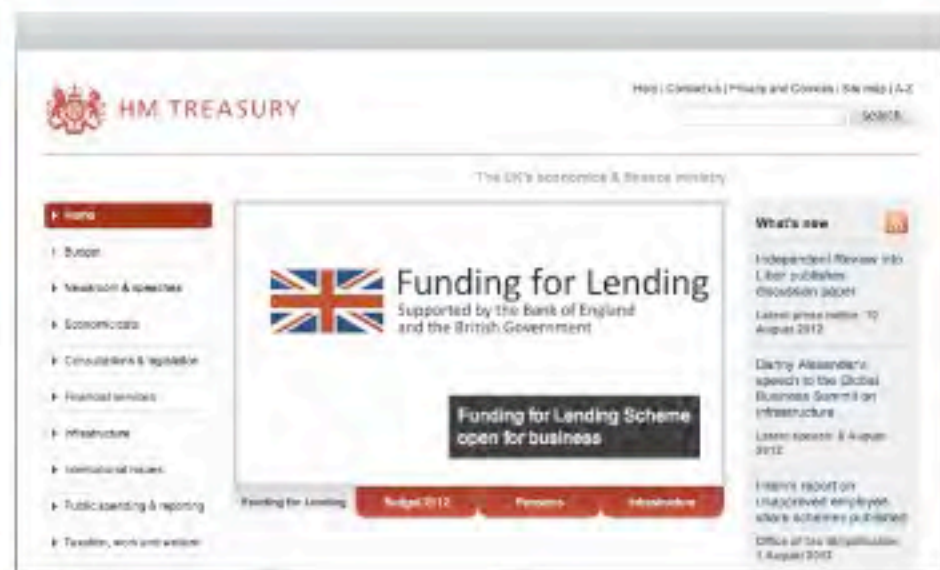 HM TREASURY
Help | Contact us | Privacy and Cookies | Site map | A-Z
search
The UK's economics & finance ministry
Home
Budget
Newsroom & speeches
Economic data
Consultations & legislation
Financial services
Infrastructure
International issues
Public spending & reporting
Taxation, work and welfare
Funding for Lending
Supported by the Bank of England
and the British Government
Funding for Lending Scheme
open for business
Funding for Lending
Budget 2012
Pensions
Infrastructure
What's new
Independent Review into
Libor publishes
discussion paper
Latest press notice: 10
August 2012
Danny Alexander's
speech to the Global
Business Summit on
infrastructure
Latest speech: 8 August
2012
Interim report on
unapproved employee
share schemes published
Office of Tax Simplification:
1 August 2012